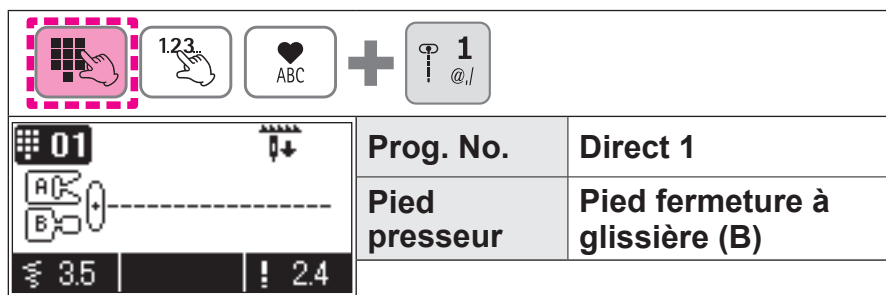 1.2.3...
ABC
1
@,/
01
Prog. No.
Direct 1
A
B
Pied
presseur
Pied fermeture à
glissière (B)
3.5
! 2.4